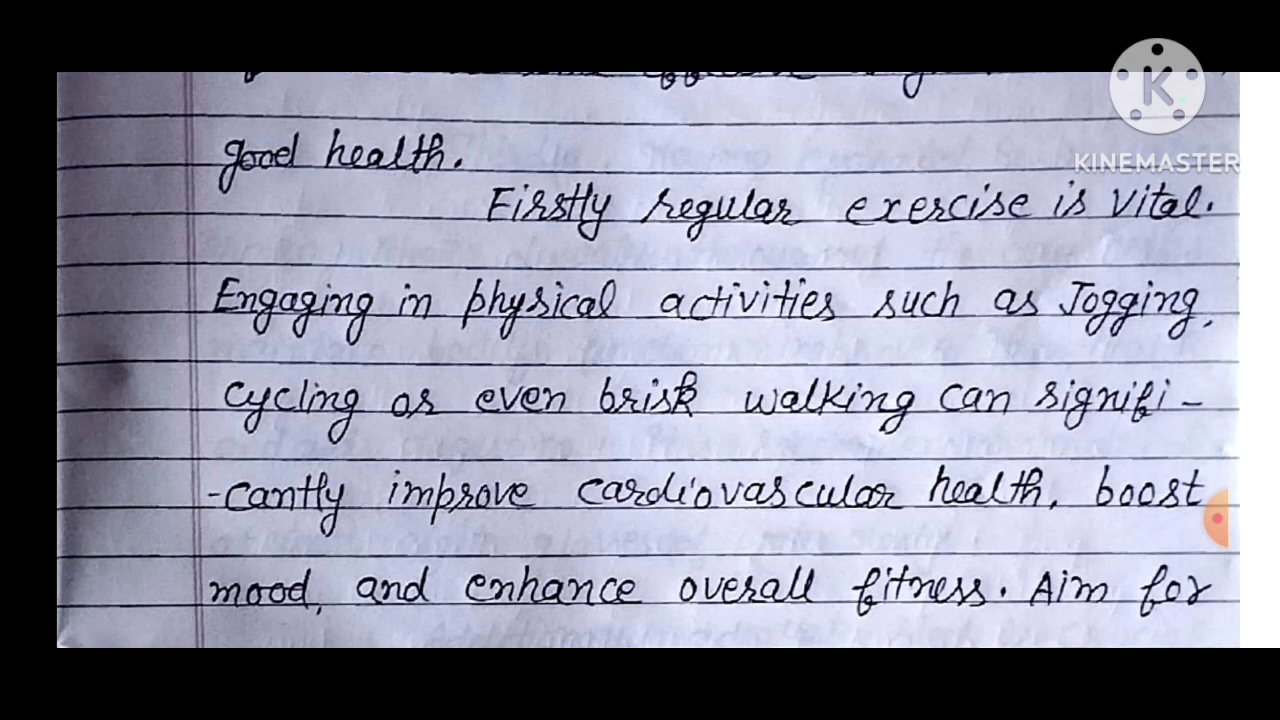 KINEMASTER
good health.
Firstly regular exercise is vital.
Engaging in physical activities such as Jogging,
cycling or even brisk walking can signifi-
-cantly improve cardiovascular health, boost
mood, and enhance overall fitness. Aim for